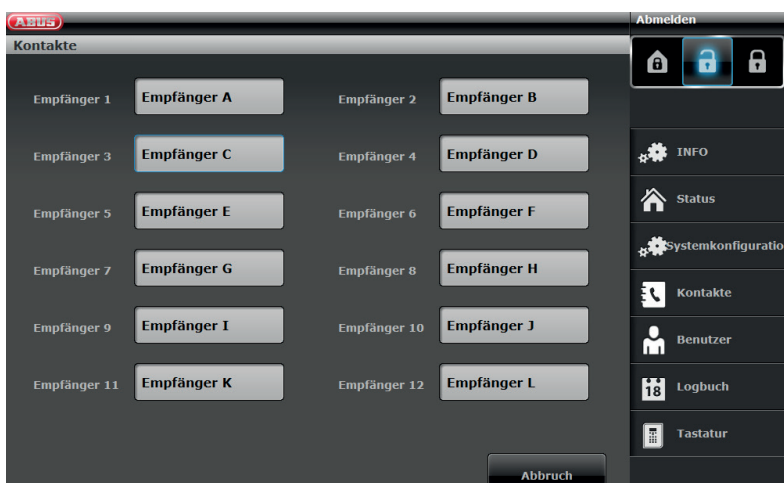 ABUS
Abmelden
Kontakte
Empfänger 1 Empfänger A Empfänger 2 Empfänger B
Empfänger 3 Empfänger C Empfänger 4 Empfänger D
Empfänger 5 Empfänger E Empfänger 6 Empfänger F
Empfänger 7 Empfänger G Empfänger 8 Empfänger H
Empfänger 9 Empfänger I Empfänger 10 Empfänger J
Empfänger 11 Empfänger K Empfänger 12 Empfänger L
Abbruch
INFO
Status
Systemkonfiguratio
Kontakte
Benutzer
18 Logbuch
Tastatur